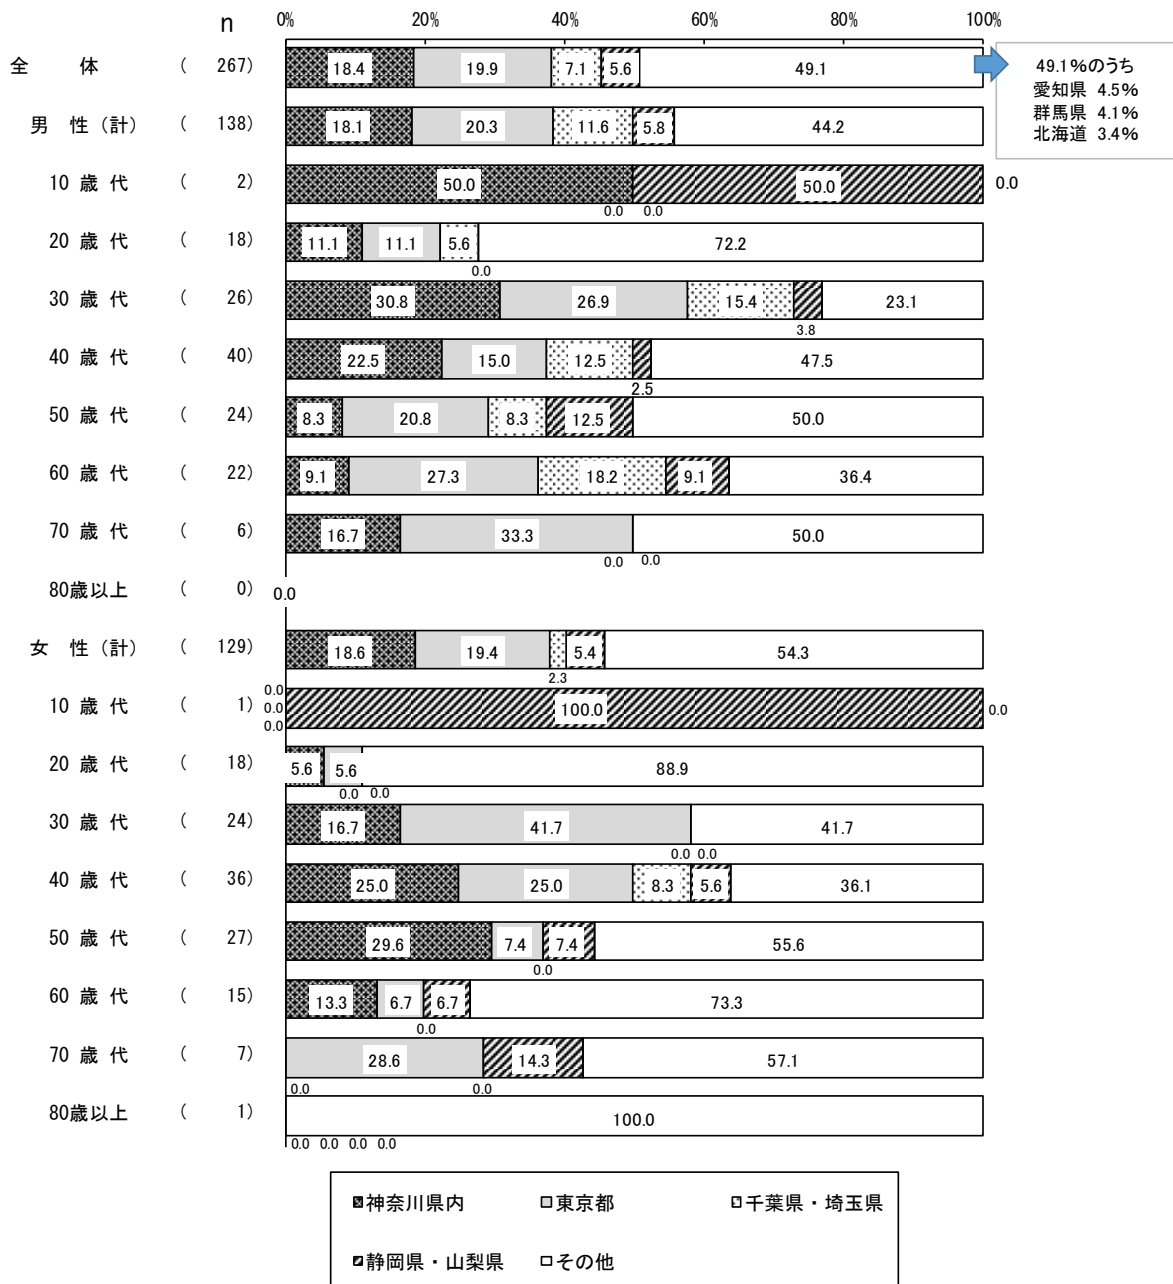 n 0% 20% 40% 60% 80% 100%
全 体 ( 267) 18.4 19.9 7.1 5.6 49.1
49.1%のうち
愛知県 4.5%
群馬県 4.1%
北海道 3.4%
男 性（計） ( 138) 18.1 20.3 11.6 5.8 44.2
10 歳 代 ( 2) 50.0 50.0 0.0
0.0 0.0
20 歳 代 ( 18) 11.1 11.1 5.6 72.2
0.0
30 歳 代 ( 26) 30.8 26.9 15.4 23.1
3.8
40 歳 代 ( 40) 22.5 15.0 12.5 47.5
2.5
50 歳 代 ( 24) 8.3 20.8 8.3 12.5 50.0
60 歳 代 ( 22) 9.1 27.3 18.2 9.1 36.4
70 歳 代 ( 6) 16.7 33.3 50.0
0.0 0.0
80歳以上 ( 0) 0.0
女 性（計） ( 129) 18.6 19.4 5.4 54.3
2.3
0.0
10 歳 代 ( 1) 0.0 100.0 0.0
0.0
20 歳 代 ( 18) 5.6 5.6 88.9
0.0 0.0
30 歳 代 ( 24) 16.7 41.7 41.7
0.0 0.0
40 歳 代 ( 36) 25.0 25.0 8.3 5.6 36.1
50 歳 代 ( 27) 29.6 7.4 7.4 55.6
0.0
60 歳 代 ( 15) 13.3 6.7 6.7 73.3
0.0
70 歳 代 ( 7) 28.6 14.3 57.1
0.0 0.0
80歳以上 ( 1) 100.0
0.0 0.0 0.0 0.0
神奈川県内 東京都 千葉県・埼玉県
静岡県・山梨県 その他